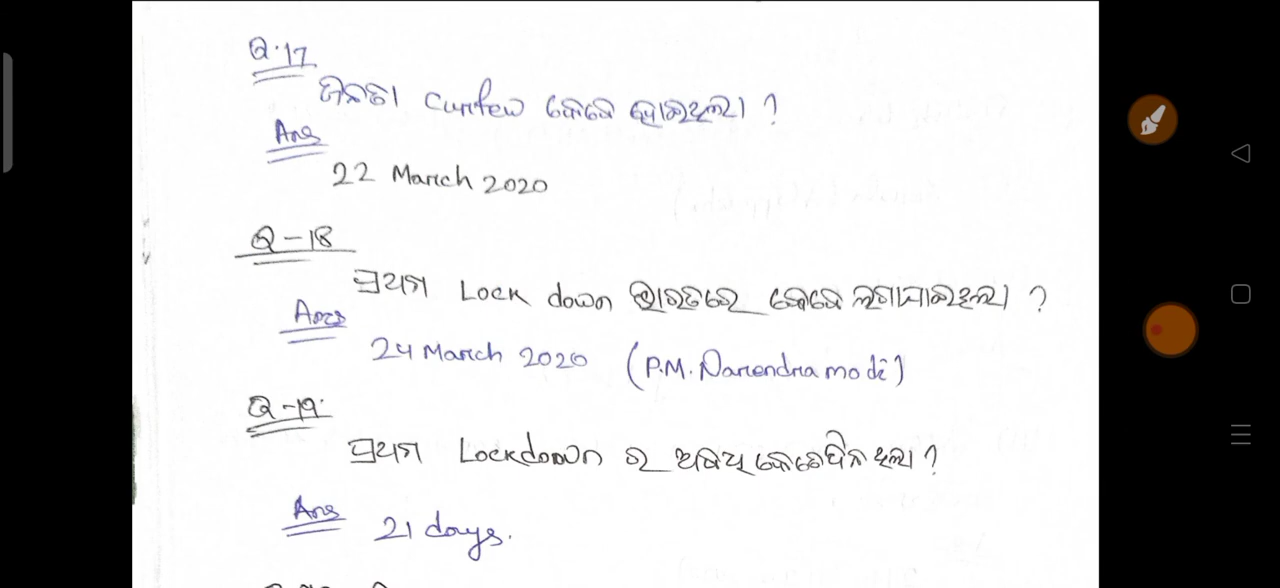 Q.17
ଜନତା Curfew କେବେ ହୋଇଥିଲା ?
Ans
22 March 2020
Q-18
ପ୍ରଥମ Lock down ଭାରତରେ କେବେ ଲଗାଯାଇଥିଲା ?
Ans
24 March 2020 (P.M. Narendra modi)
Q-19
ପ୍ରଥମ Lockdown ର ଅବଧି କେତେଦିନ ଥିଲା ?
Ans 21 days.